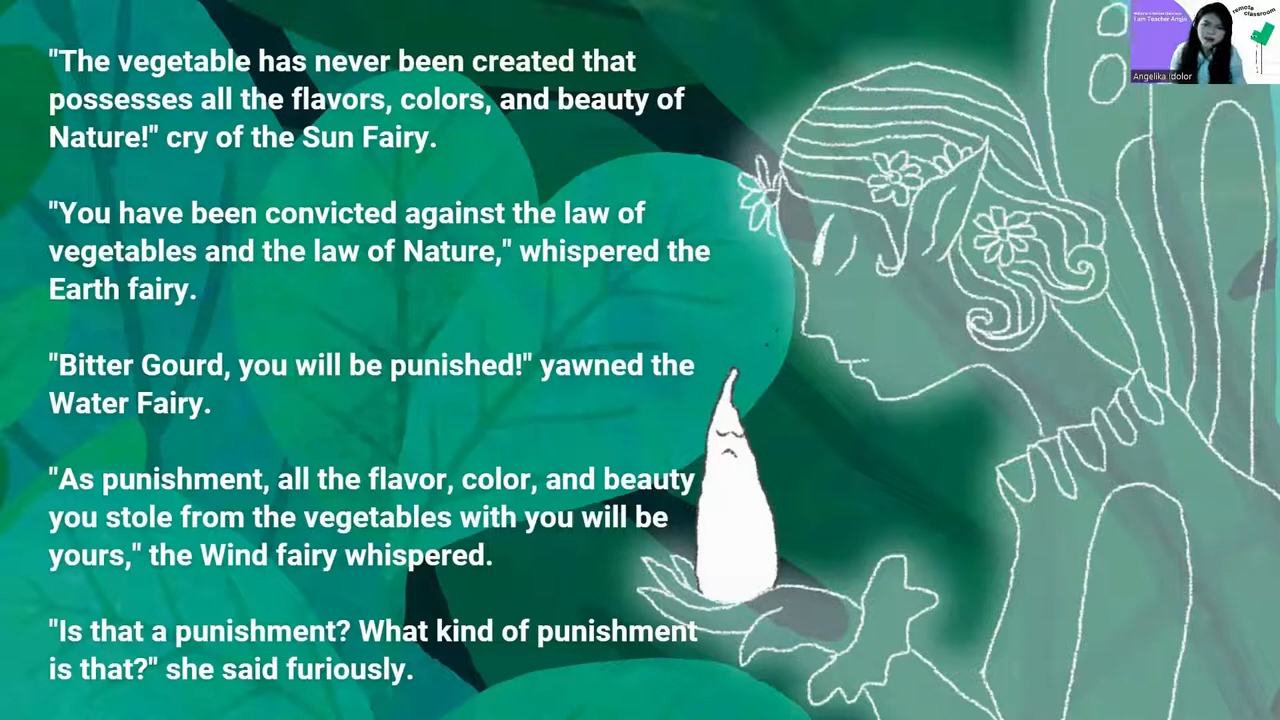 "The vegetable has never been created that
possesses all the flavors, colors, and beauty of
Nature!" cry of the Sun Fairy.
"You have been convicted against the law of
vegetables and the law of Nature," whispered the
Earth fairy.
"Bitter Gourd, you will be punished!" yawned the
Water Fairy.
"As punishment, all the flavor, color, and beauty
you stole from the vegetables with you will be
yours," the Wind fairy whispered.
"Is that a punishment? What kind of punishment
is that?" she said furiously.
I am Teacher Angie
remote
classroom
Angelika Idolor